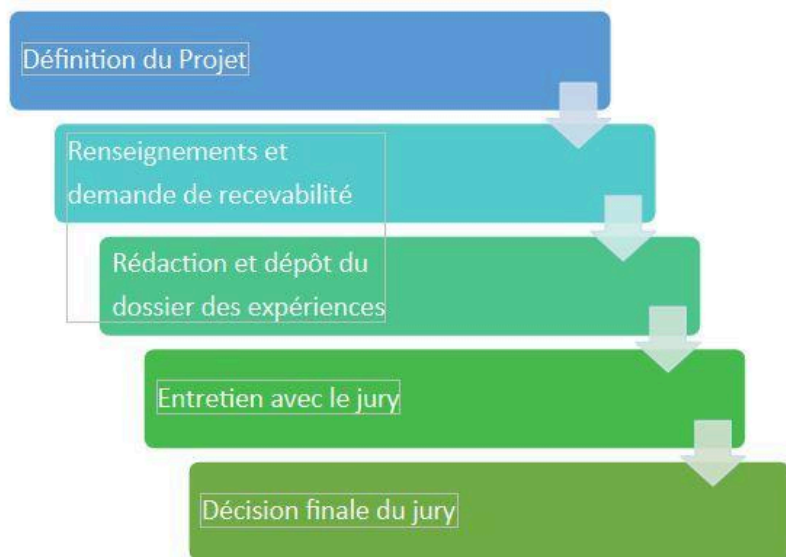 Définition du Projet
Renseignements et
demande de recevabilité
Rédaction et dépôt du
dossier des expériences
Entretien avec le jury
Décision finale du jury